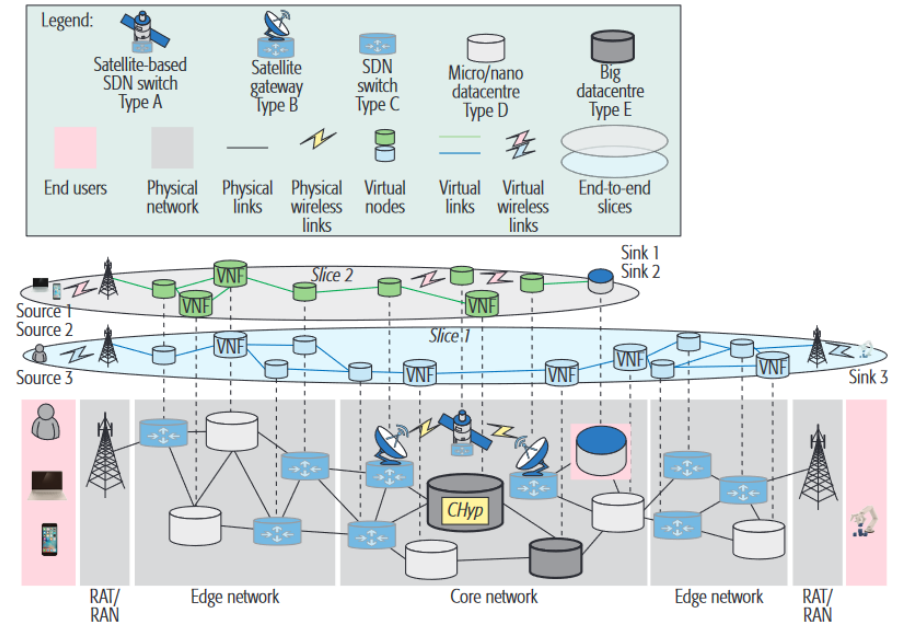 Legend:
Satellite-based
SDN switch
Type A
Satellite
gateway
Type B
SDN
switch
Type C
Micro/nano
datacentre
Type D
Big
datacentre
Type E
End users
Physical
network
Physical
links
Physical
wireless
links
Virtual
nodes
Virtual
links
Virtual
wireless
links
End-to-end
slices
Sink 1
Sink 2
Slice 2
VNF
VNF
VNF
Source 1
Source 2
Slice 1
VNF
VNF
VNF
VNF
VNF
Source 3
Sink 3
CHyp
RAT/
RAN
Edge network
Core network
Edge network
RAT/
RAN